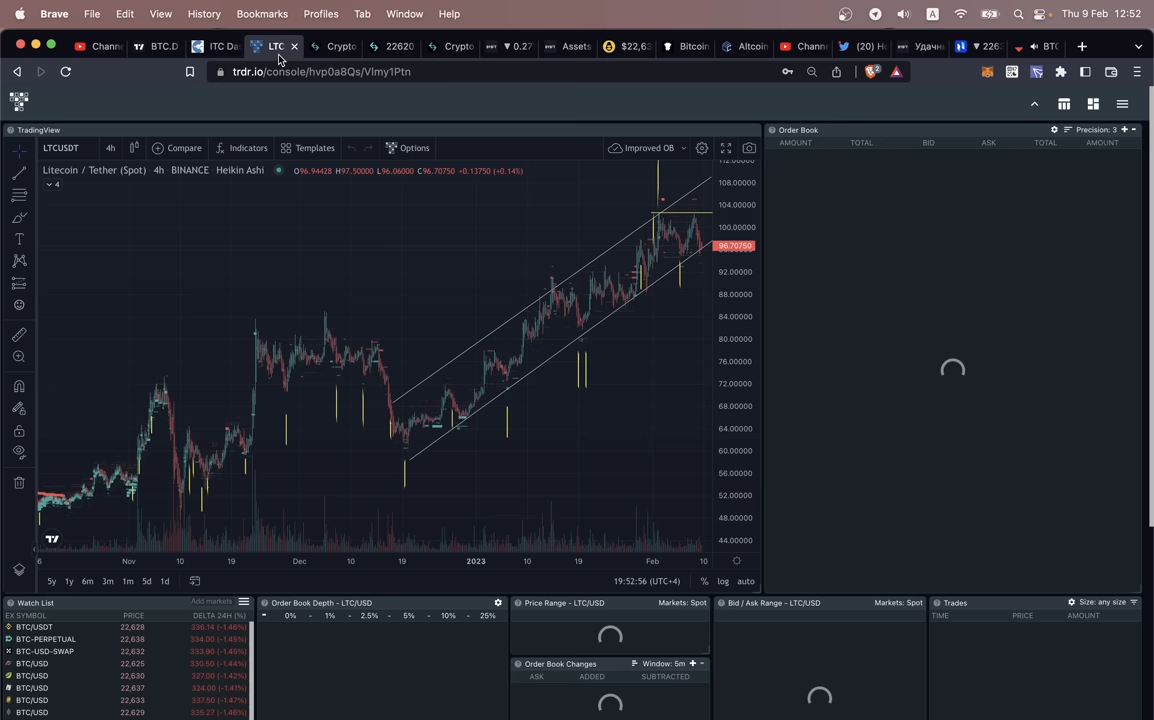 Brave File Edit View History Bookmarks Profiles Tab Window Help A Thu 9 Feb 12:52
Chann BTC.D ITC Da LTC Crypto 22620 Crypto 0.27 Assets $22,63 Bitcoin Altcoin Chann (20) H Удачн 226 BTC
trdr.io/console/hvp0a8Qs/VImy1Ptn
TradingView
LTCUSDT 4h Compare Indicators Templates Options Improved OB
Litecoin / Tether (Spot) 4h BINANCE Heikin Ashi O96.94428 H97.50000 L96.06000 C96.70750 +0.13750 (+0.14%)
4
112.00000
108.00000
104.00000
100.00000
96.70750
92.00000
88.00000
84.00000
80.00000
76.00000
72.00000
68.00000
64.00000
60.00000
56.00000
52.00000
48.00000
44.00000
6 Nov 10 19 Dec 10 19 2023 10 19 Feb 10
5y 1y 6m 3m 1m 5d 1d 19:52:56 (UTC+4) % log auto
Order Book Precision: 3
AMOUNT TOTAL BID ASK TOTAL AMOUNT
Watch List Add markets
EX SYMBOL PRICE DELTA 24H (%)
BTC/USDT 22,628 336.14 (-1.46%)
BTC-PERPETUAL 22,638 334.00 (-1.45%)
BTC-USD-SWAP 22,632 333.90 (-1.45%)
BTC/USD 22,625 330.50 (-1.44%)
BTC/USD 22,630 327.00 (-1.42%)
BTC/USD 22,637 324.00 (-1.41%)
BTC/USD 22,633 337.50 (-1.47%)
BTC/USD 22,629 335.27 (-1.46%)
Order Book Depth - LTC/USD
0% - 1% - 2.5% - 5% - 10% - 25%
Price Range - LTC/USD Markets: Spot
Order Book Changes Window: 5m
ASK ADDED SUBTRACTED
Bid / Ask Range - LTC/USD Markets: Spot
Trades Size: any size
TIME PRICE AMOUNT